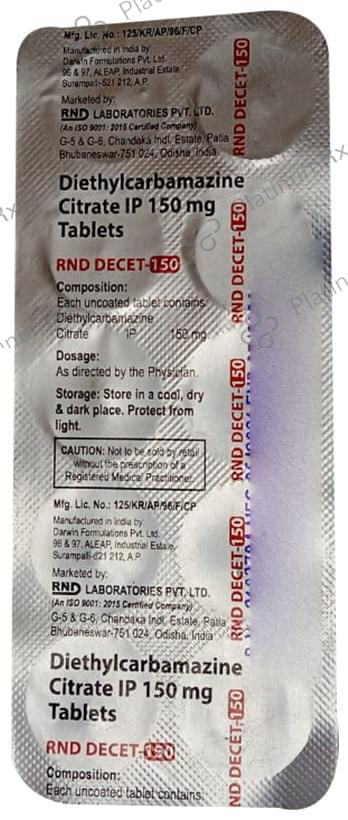 Mfg. Lic. No.: 125/KR/AP/96/F/CP
Manufactured in India by:
Darwin Formulations Pvt. Ltd.
96 & 97, ALEAP, Industrial Estate,
Surampali-521 212, A.P.
Marketed by:
RND LABORATORIES PVT. LTD.
(An ISO 9001: 2015 Certified Company)
G-5 & G-6, Chandaka Indl, Estate, Patia
Bhubaneswar-751 024, Odisha, India
Diethylcarbamazine
Citrate IP 150 mg
Tablets
RND DECET-150
Composition:
Each uncoated tablet contains:
Diethylcarbamazine
Citrate IP 150 mg.
Dosage:
As directed by the Physician.
Storage: Store in a cool, dry
& dark place. Protect from
light.
CAUTION: Not to be sold by retail
without the prescription of a
Registered Medical Practitioner.
Mfg. Lic. No.: 125/KR/AP/96/F/CP
Manufactured in India by:
Darwin Formulations Pvt. Ltd.
96 & 97, ALEAP, Industrial Estate,
Surampali-521 212, A.P.
Marketed by:
RND LABORATORIES PVT. LTD.
(An ISO 9001: 2015 Certified Company)
G-5 & G-6, Chandaka Indl, Estate, Patia
Bhubaneswar-751 024, Odisha, India
Diethylcarbamazine
Citrate IP 150 mg
Tablets
RND DECET-150
Composition:
Each uncoated tablet contains:
RND DECET-150
RND DECET-150
RND DECET-150
RND DECET-150
ND DECET-150